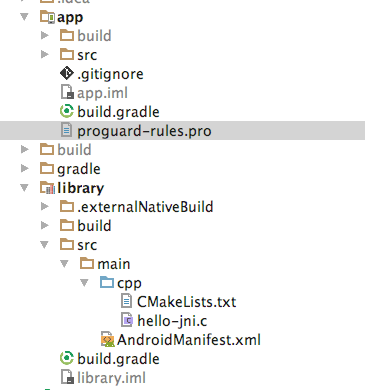 .idea
app
build
src
.gitignore
app.iml
build.gradle
proguard-rules.pro
build
gradle
library
.externalNativeBuild
build
src
main
cpp
CMakeLists.txt
hello-jni.c
AndroidManifest.xml
build.gradle
library.iml